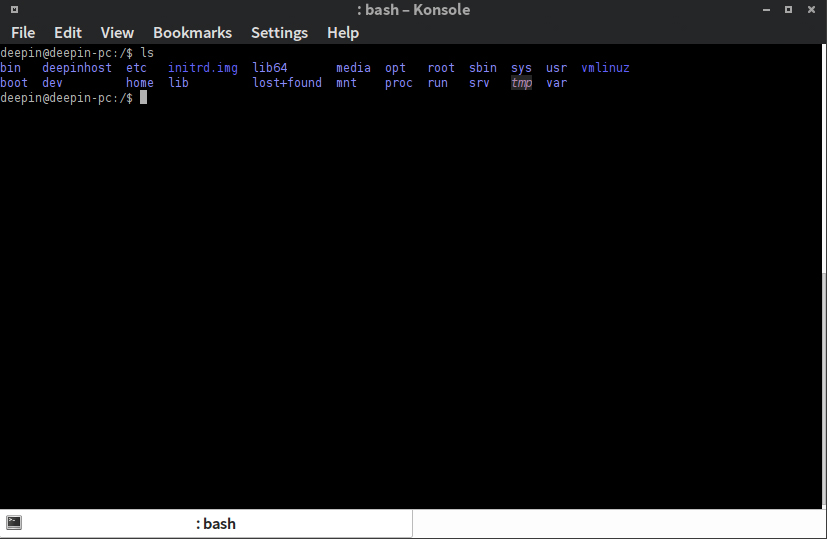 : bash – Konsole
File Edit View Bookmarks Settings Help
deepin@deepin-pc:/$ ls
bin deepinhost etc initrd.img lib64 media opt root sbin sys usr vmlinuz
boot dev home lib lost+found mnt proc run srv tmp var
deepin@deepin-pc:/$
: bash